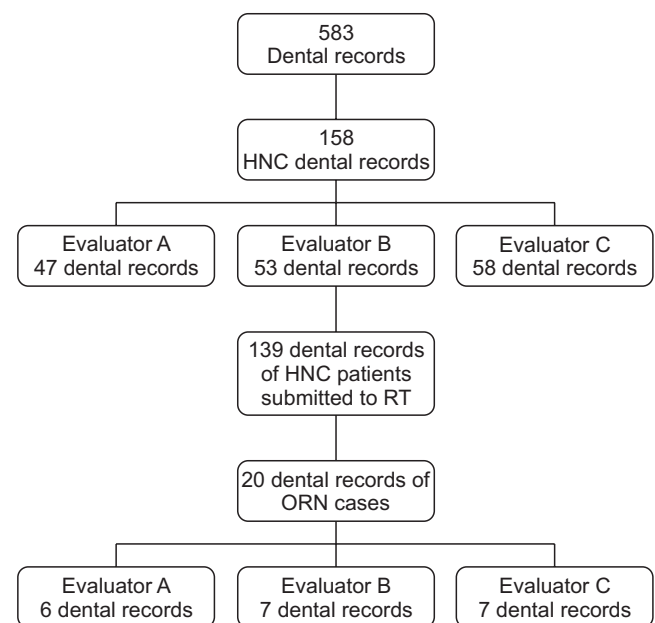 583
Dental records
158
HNC dental records
Evaluator A
47 dental records
Evaluator B
53 dental records
Evaluator C
58 dental records
139 dental records
of HNC patients
submitted to RT
20 dental records of
ORN cases
Evaluator A
6 dental records
Evaluator B
7 dental records
Evaluator C
7 dental records